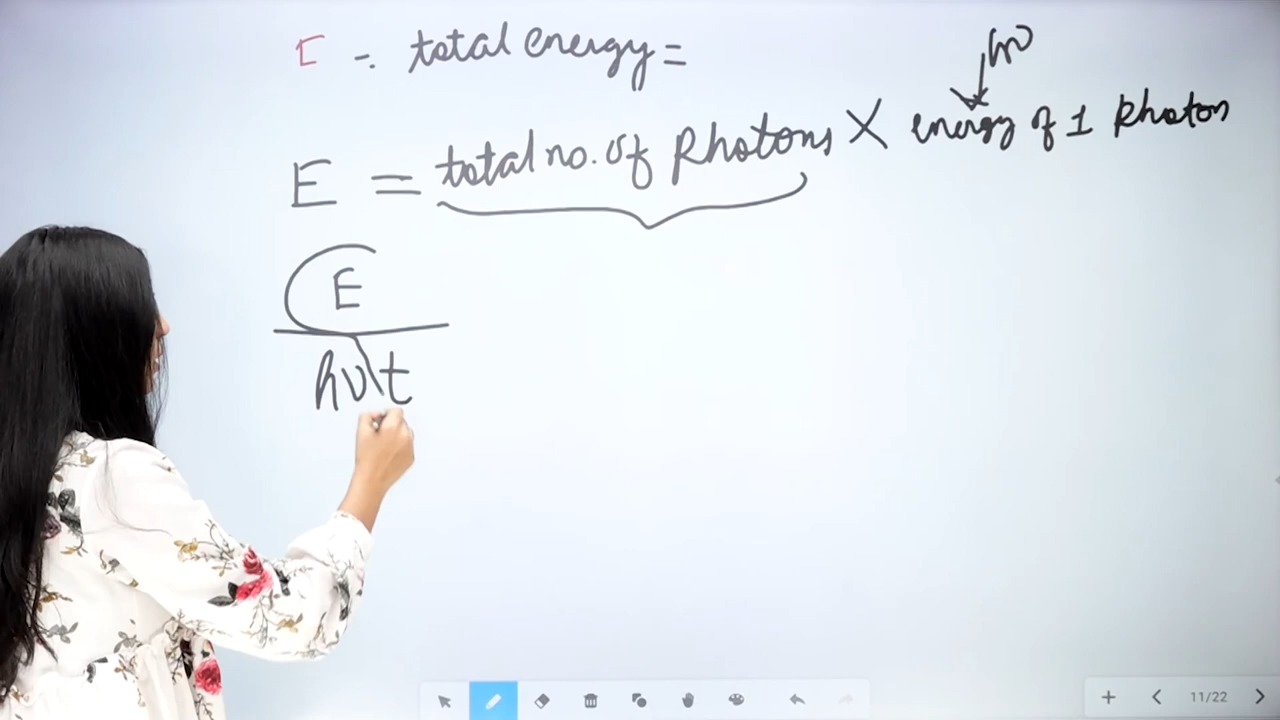 E -. total energy =
hν
E = total no. of Photons × energy of 1 Photon
E
hνt
11/22